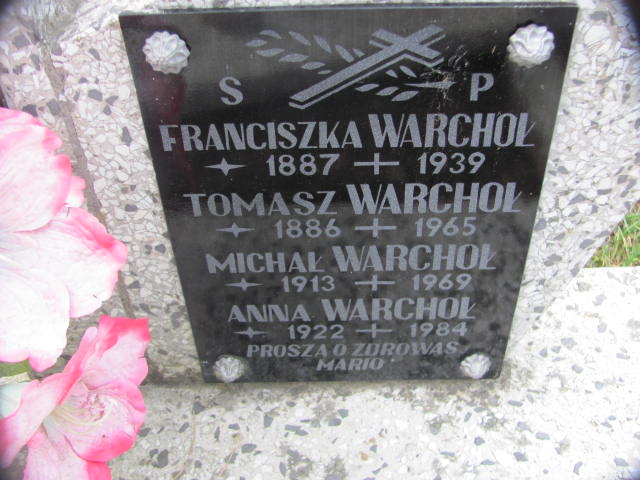 S P
FRANCISZKA WARCHOŁ
1887 1939
TOMASZ WARCHOŁ
1886 1965
MICHAŁ WARCHOŁ
1913 1969
ANNA WARCHOŁ
1922 1984
PROSZĄ O ZDROWAŚ
MARIO